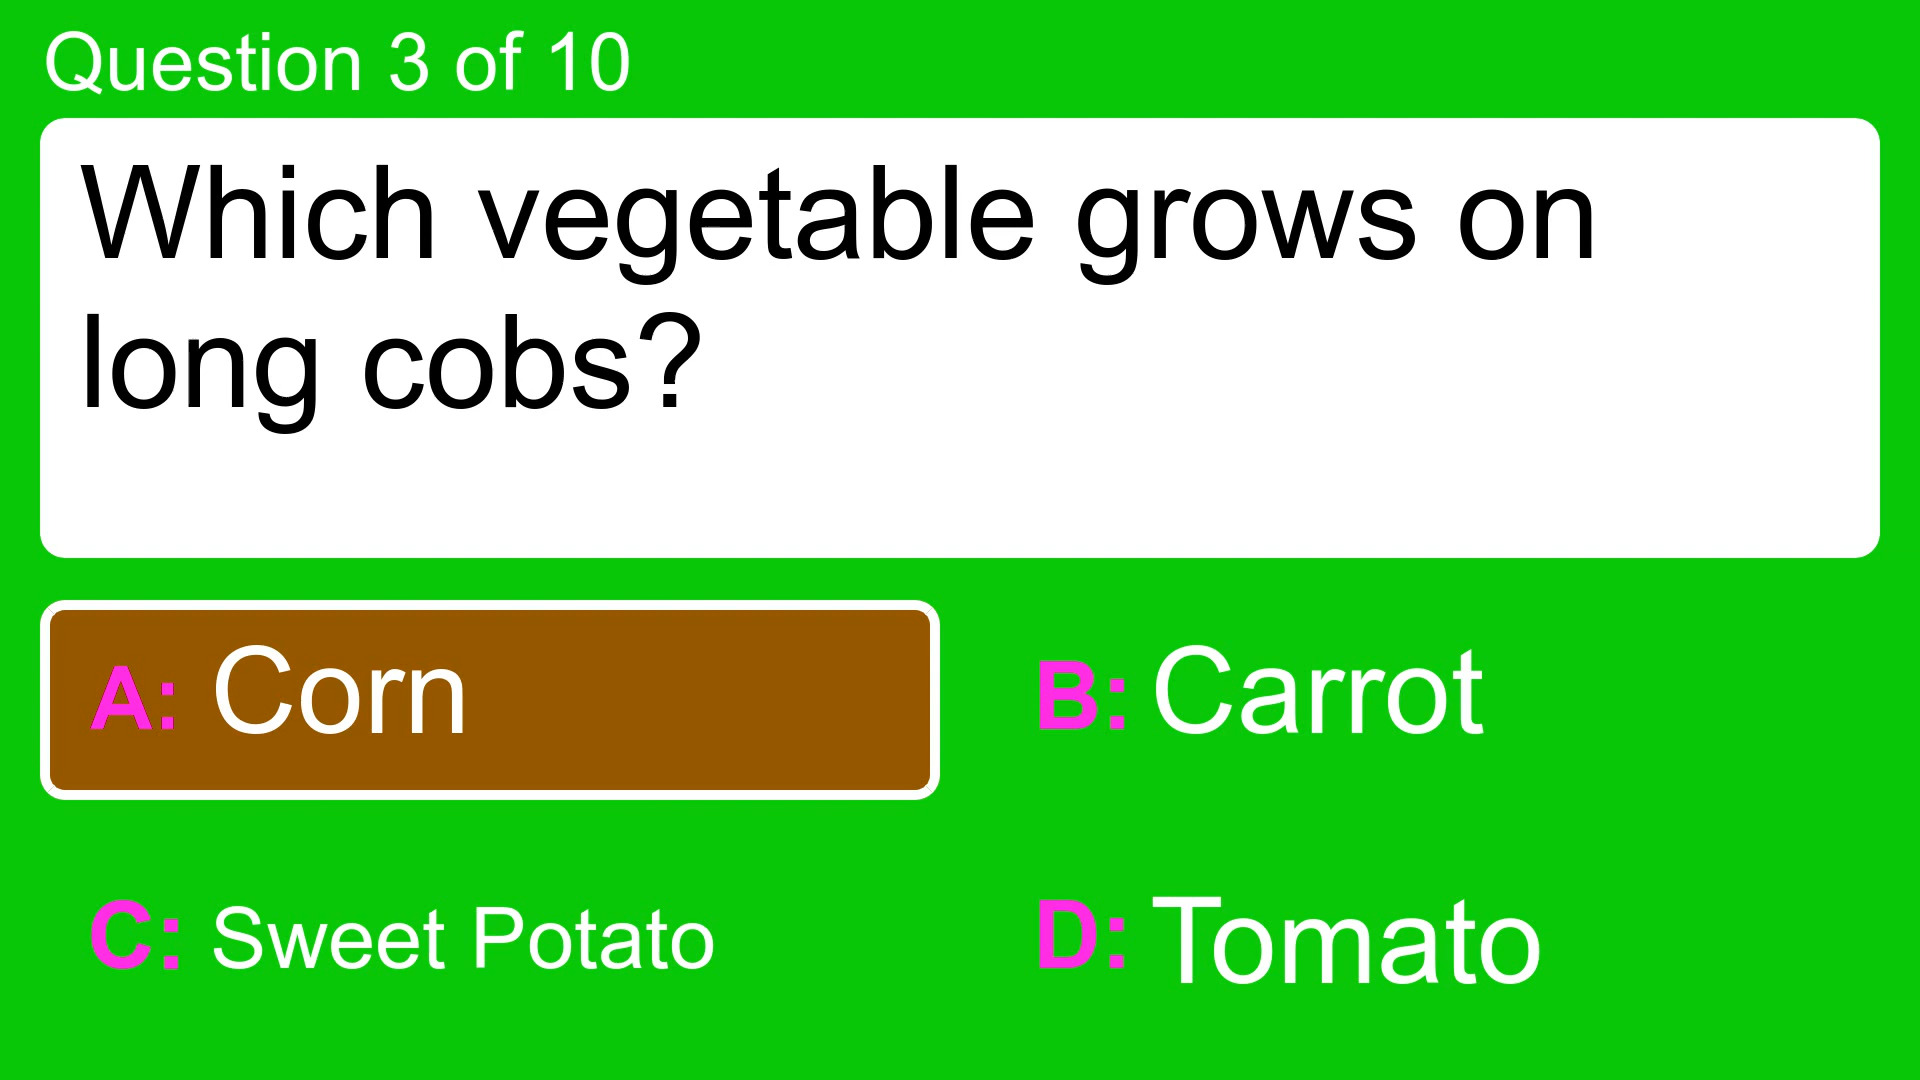 Question 3 of 10
Which vegetable grows on
long cobs?
A: Corn
B: Carrot
C: Sweet Potato
D: Tomato